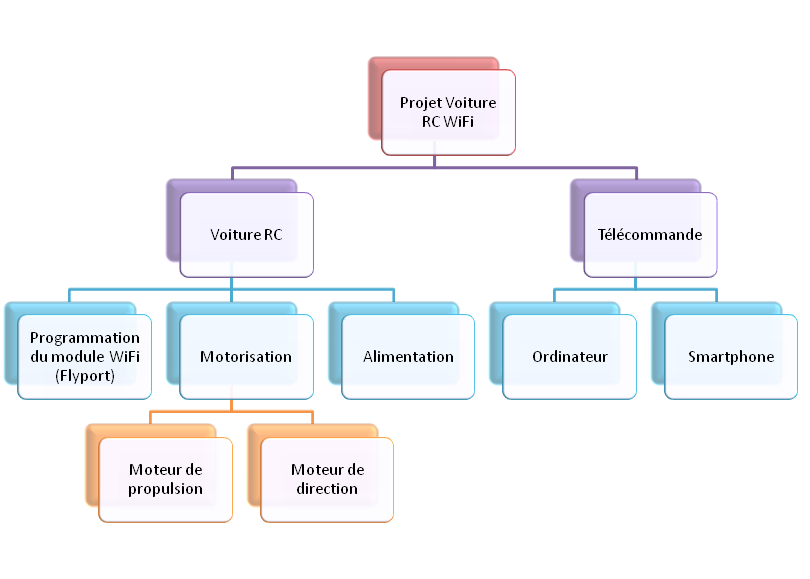 Projet Voiture
RC WiFi
Voiture RC
Télécommande
Programmation
du module WiFi
(Flyport)
Motorisation
Alimentation
Ordinateur
Smartphone
Moteur de
propulsion
Moteur de
direction